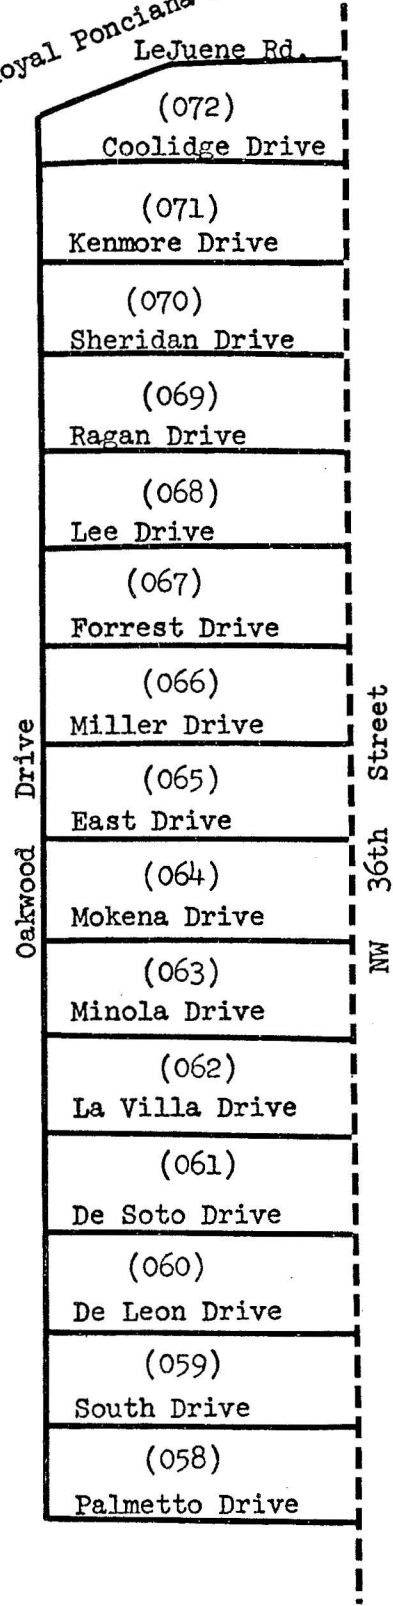 Royal Ponciana
LeJuene Rd.
(072)
Coolidge Drive
(071)
Kenmore Drive
(070)
Sheridan Drive
(069)
Ragan Drive
(068)
Lee Drive
(067)
Forrest Drive
(066)
Miller Drive
(065)
East Drive
(064)
Mokena Drive
(063)
Minola Drive
(062)
La Villa Drive
(061)
De Soto Drive
(060)
De Leon Drive
(059)
South Drive
(058)
Palmetto Drive
Oakwood Drive
NW 36th Street